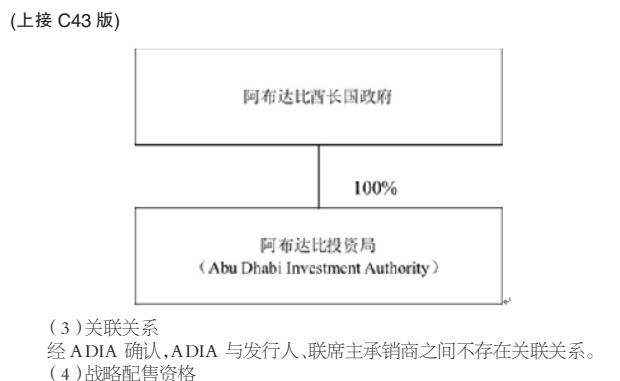 (上接 C43 版)
阿布达比酋长国政府
100%
阿布达比投资局
（Abu Dhabi Investment Authority）
（3）关联关系
经 ADIA 确认,ADIA 与发行人、联席主承销商之间不存在关联关系。
（4）战略配售资格